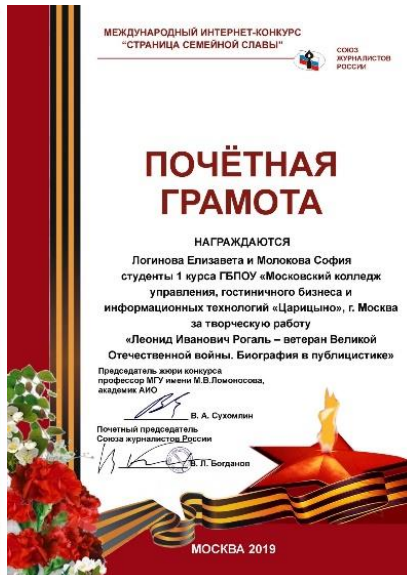 МЕЖДУНАРОДНЫЙ ИНТЕРНЕТ-КОНКУРС
"СТРАНИЦА СЕМЕЙНОЙ СЛАВЫ"
СОЮЗ
ЖУРНАЛИСТОВ
РОССИИ
ПОЧЁТНАЯ
ГРАМОТА
НАГРАЖДАЮТСЯ
Логинова Елизавета и Молокова София
студенты 1 курса ГБПОУ «Московский колледж
управления, гостиничного бизнеса и
информационных технологий «Царицыно», г. Москва
за творческую работу
«Леонид Иванович Рогаль – ветеран Великой
Отечественной войны. Биография в публицистике»
Председатель жюри конкурса
профессор МГУ имени М.В.Ломоносова,
академик АИО
В. А. Сухомлин
Почетный председатель
Союза журналистов России
В. Л. Богданов
МОСКВА 2019